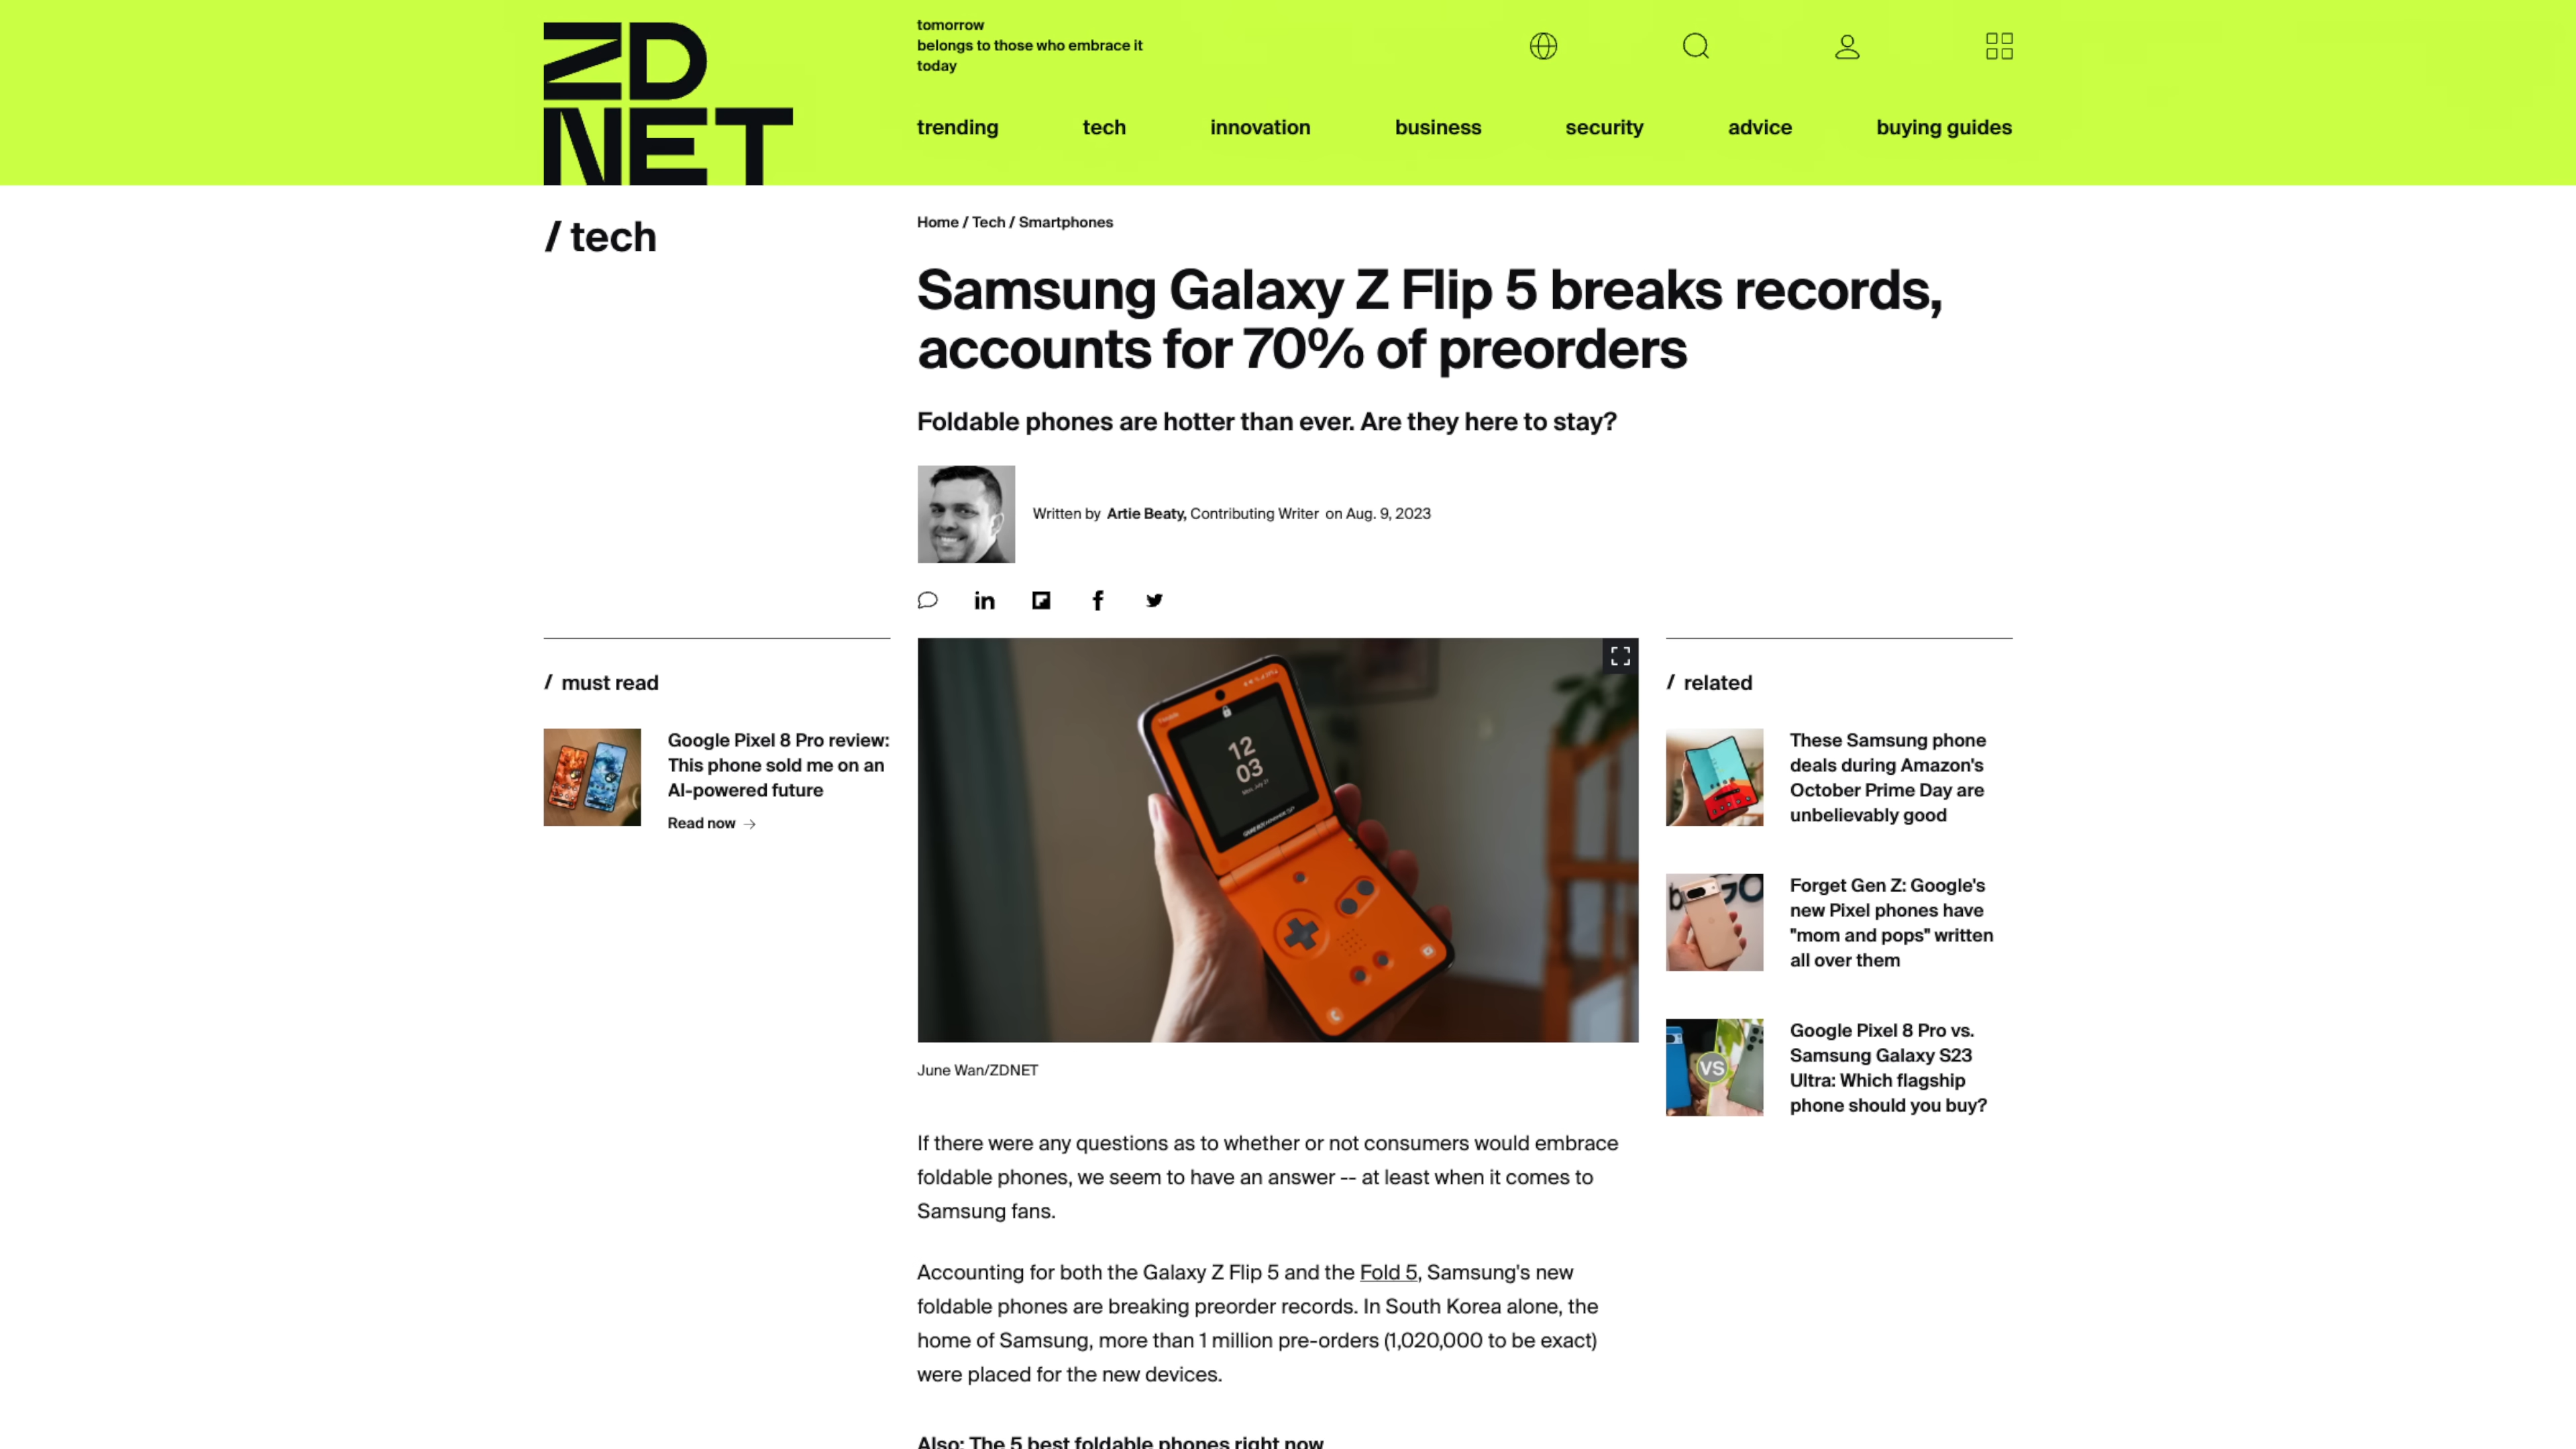 ZD
NET
tomorrow
belongs to those who embrace it
today
trending tech innovation business security advice buying guides
/ tech
Home / Tech / Smartphones
Samsung Galaxy Z Flip 5 breaks records,
accounts for 70% of preorders
Foldable phones are hotter than ever. Are they here to stay?
Written by Artie Beaty, Contributing Writer on Aug. 9, 2023
/ must read
Google Pixel 8 Pro review:
This phone sold me on an
AI-powered future
Read now →
12
03
Mon, July 31
GAME BOY ADVANCE SP
June Wan/ZDNET
If there were any questions as to whether or not consumers would embrace
foldable phones, we seem to have an answer -- at least when it comes to
Samsung fans.
Accounting for both the Galaxy Z Flip 5 and the Fold 5, Samsung's new
foldable phones are breaking preorder records. In South Korea alone, the
home of Samsung, more than 1 million pre-orders (1,020,000 to be exact)
were placed for the new devices.
Also: The 5 best foldable phones right now
/ related
These Samsung phone
deals during Amazon's
October Prime Day are
unbelievably good
Forget Gen Z: Google's
new Pixel phones have
"mom and pops" written
all over them
VS
Google Pixel 8 Pro vs.
Samsung Galaxy S23
Ultra: Which flagship
phone should you buy?